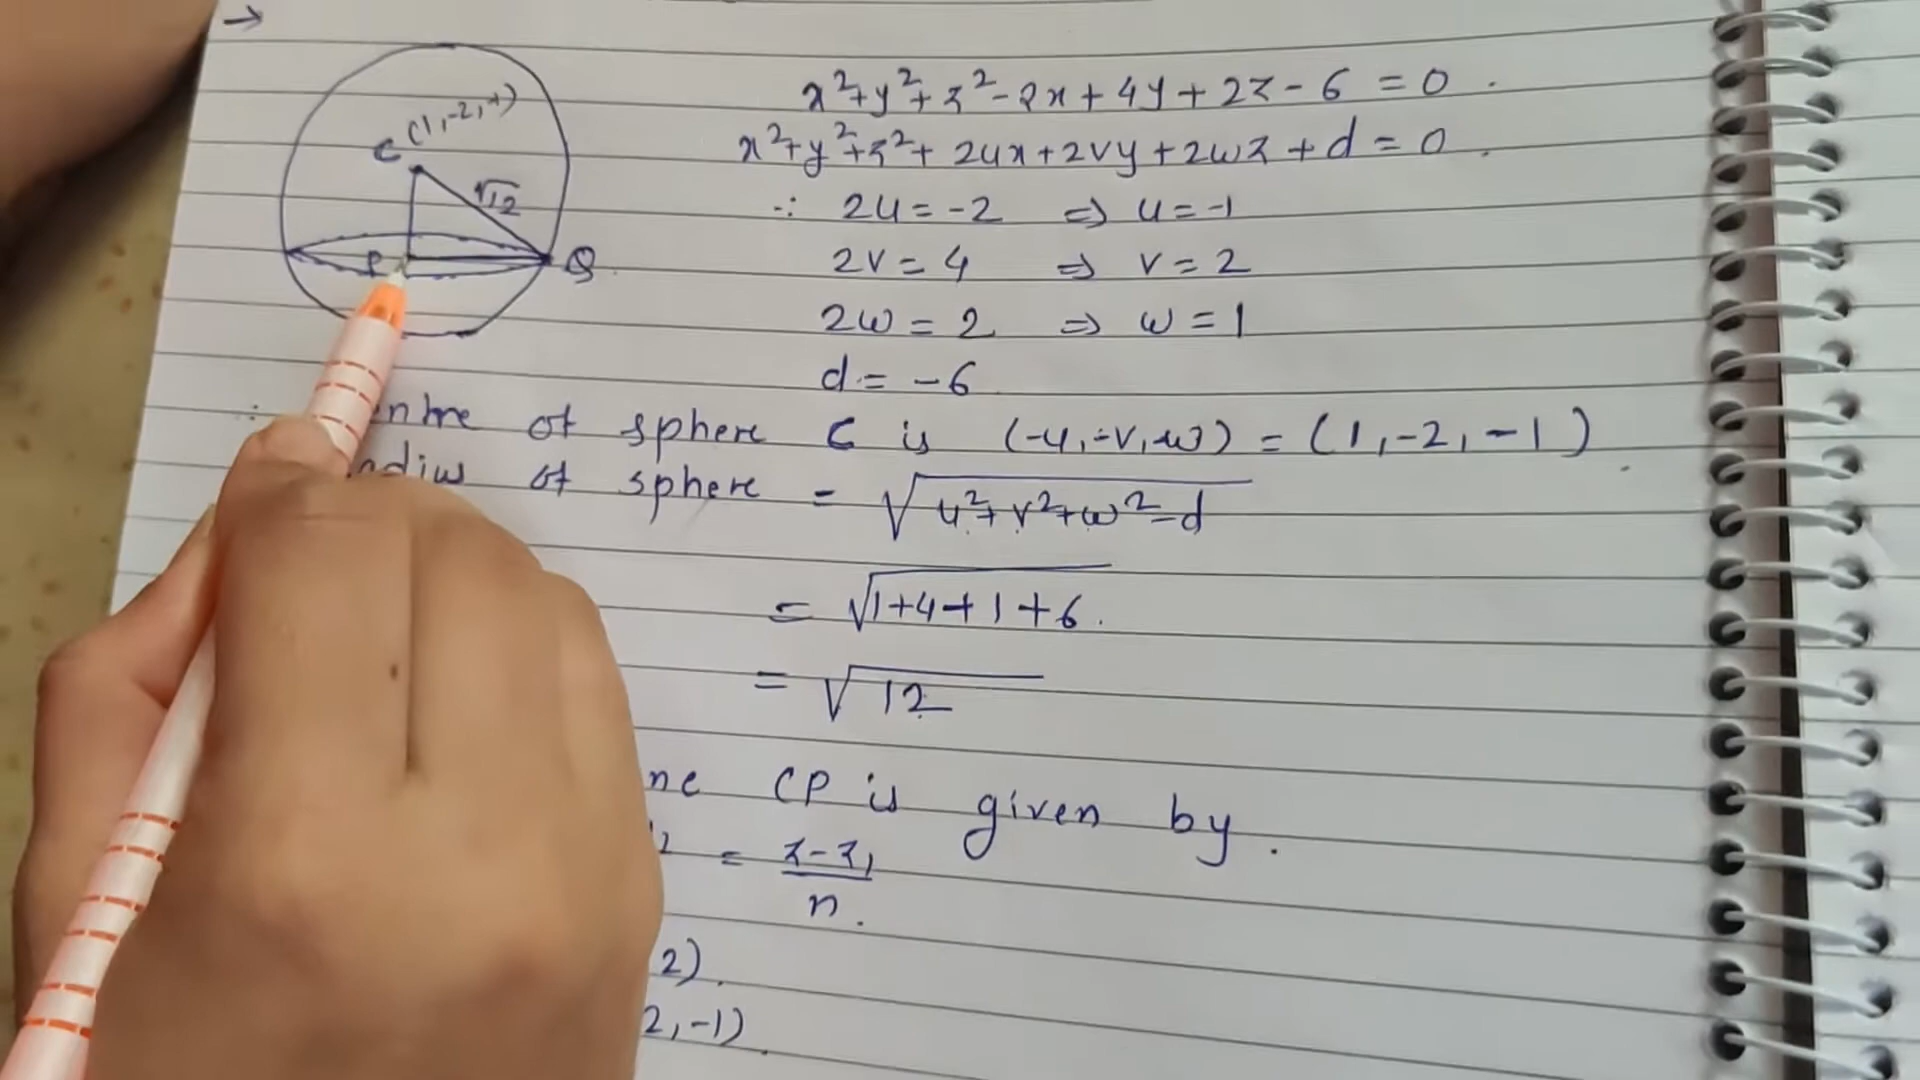 →
C (1,-2,-1)
√12
P
Q
x²+y²+z²-2x+4y+2z-6=0.
x²+y²+z²+2ux+2vy+2wz+d=0.
∴ 2u=-2 ⇒ u=-1
2v=4 ⇒ v=2
2w=2 ⇒ w=1
d=-6
of sphere C is (-u,-v,-w)=(1,-2,-1).
of sphere = √u²+v²+w²-d
= √1+4+1+6.
= √12
CP is given by.
= z-z₁
n.
2).
2,-1).